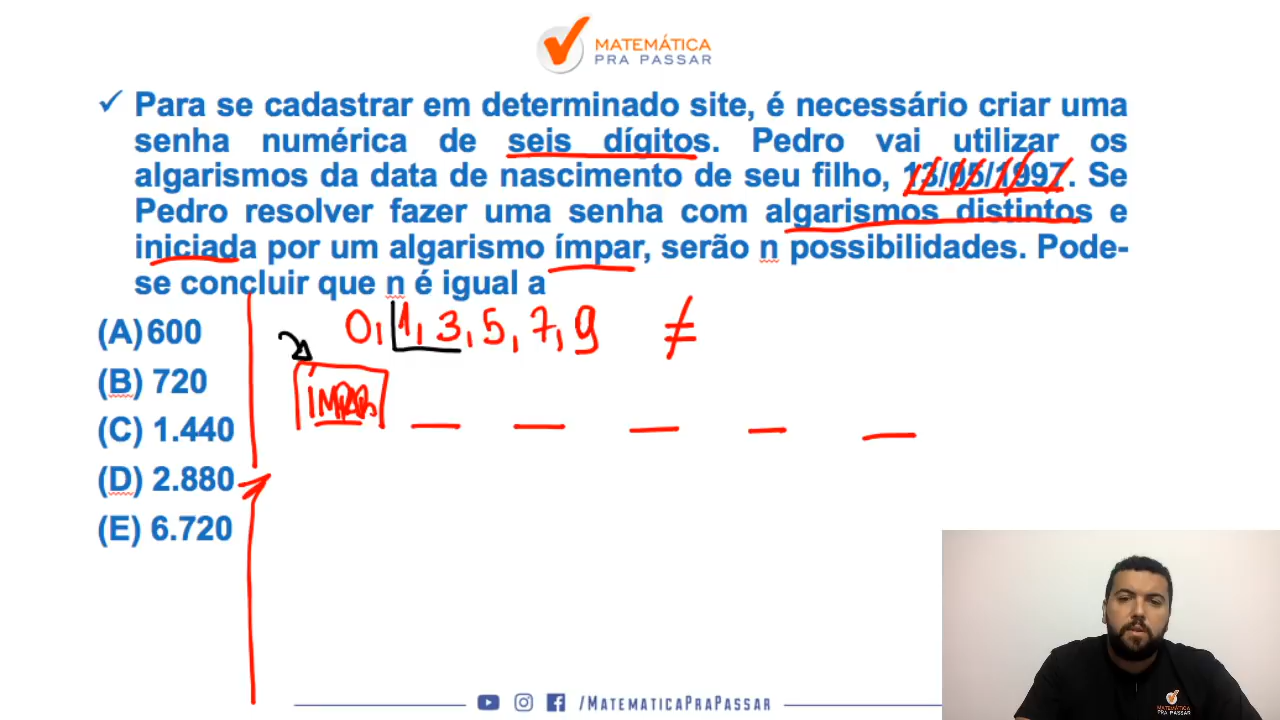 MATEMÁTICA
PRA PASSAR
✓ Para se cadastrar em determinado site, é necessário criar uma
senha numérica de seis dígitos. Pedro vai utilizar os
algarismos da data de nascimento de seu filho, 13/05/1997. Se
Pedro resolver fazer uma senha com algarismos distintos e
iniciada por um algarismo ímpar, serão n possibilidades. Pode-
se concluir que n é igual a
(A) 600
(B) 720
(C) 1.440
(D) 2.880
(E) 6.720
0, 1, 3, 5, 7, 9 ≠
ÍMPAR
/MATEMATICAPRAPASSAR
MATEMÁTICA
PRA PASSAR